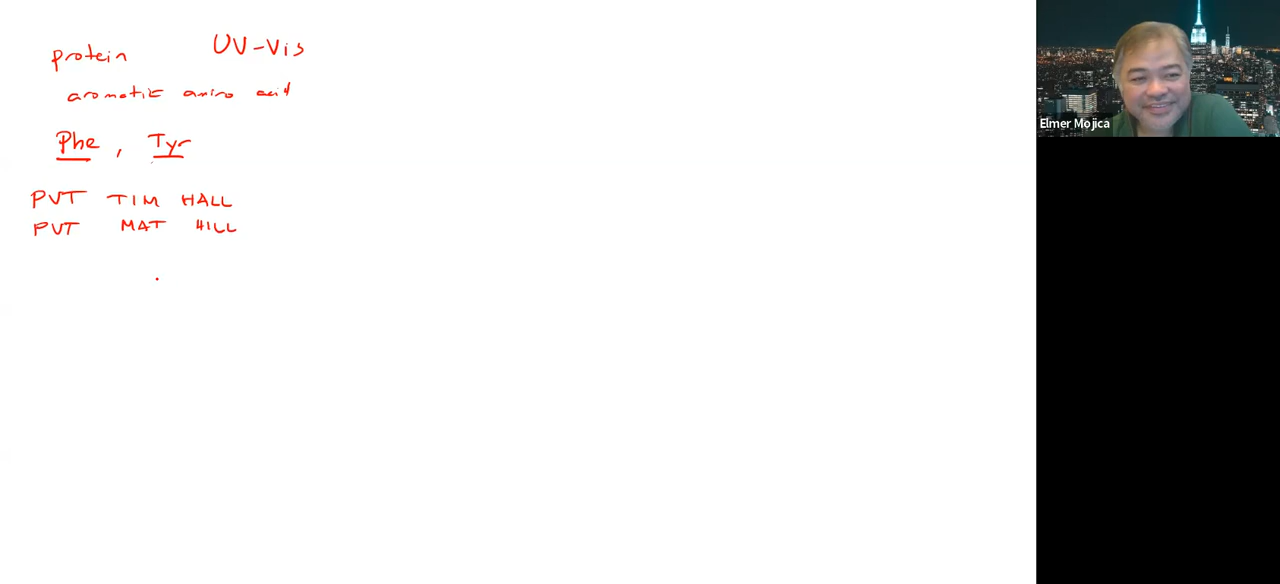 protein UV-Vis
aromatic amino acid
Phe, Tyr
PVT TIM HALL
PVT MAT HILL
Elmer Mojica